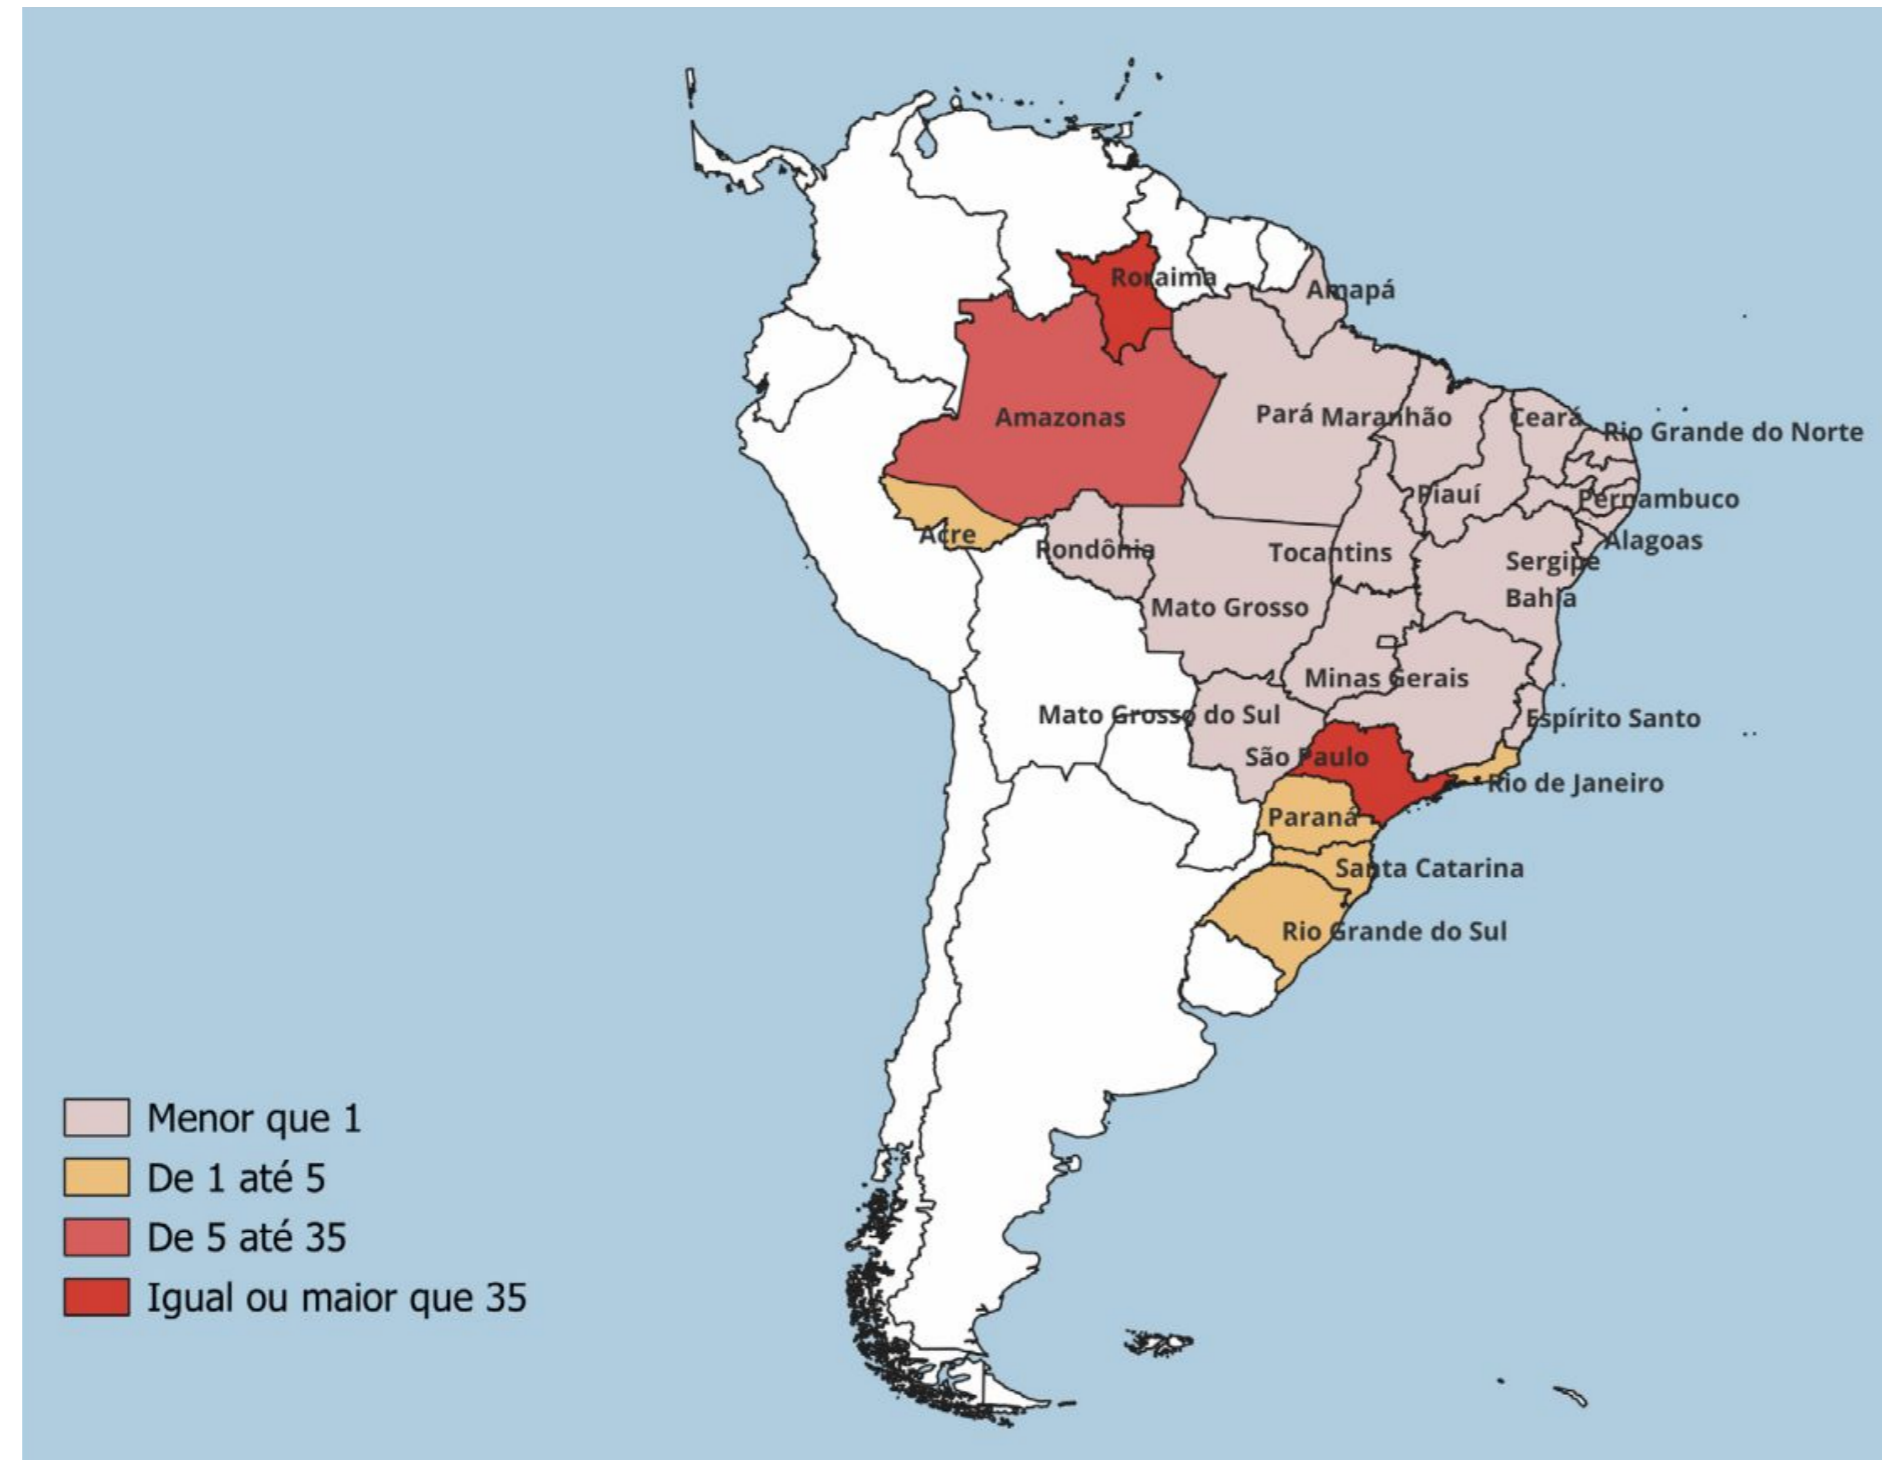 Roraima
Amapá
Amazonas
Pará
Maranhão
Ceará
Rio Grande do Norte
Piauí
Pernambuco
Acre
Rondônia
Tocantins
Alagoas
Sergipe
Bahia
Mato Grosso
Minas Gerais
Mato Grosso do Sul
Espírito Santo
São Paulo
Rio de Janeiro
Paraná
Santa Catarina
Rio Grande do Sul
Menor que 1
De 1 até 5
De 5 até 35
Igual ou maior que 35